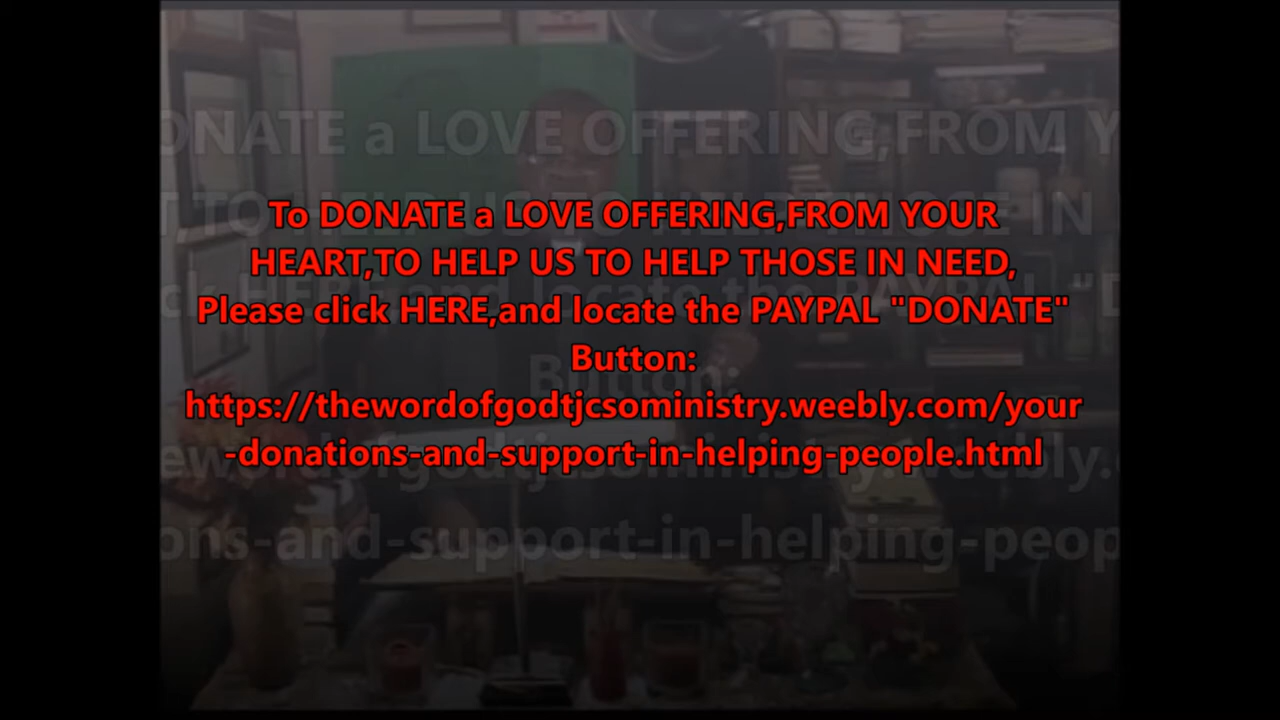 To DONATE a LOVE OFFERING,FROM YOUR
HEART,TO HELP US TO HELP THOSE IN NEED,
Please click HERE,and locate the PAYPAL "DONATE"
Button:
https://thewordofgodtjcsoministry.weebly.com/your
-donations-and-support-in-helping-people.html